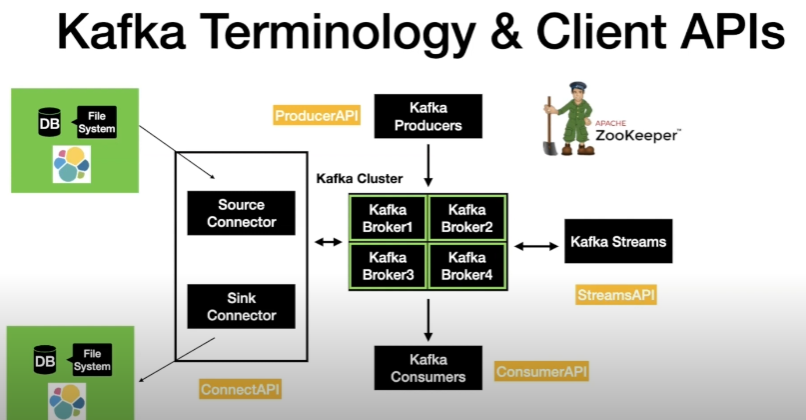 Kafka Terminology & Client APIs
DB
File
System
ProducerAPI
Kafka
Producers
APACHE
ZooKeeper™
Kafka Cluster
Source
Connector
Kafka
Broker1
Kafka
Broker2
Kafka Streams
Kafka
Broker3
Kafka
Broker4
Sink
Connector
StreamsAPI
DB
File
System
ConnectAPI
Kafka
Consumers
ConsumerAPI